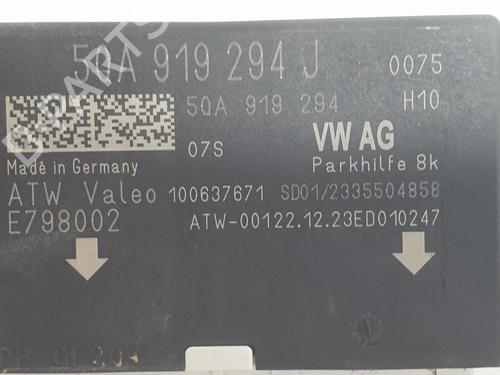 5QA 919 294 J 0075
5QA 919 294 H10
07S VW AG
Made in Germany Parkhilfe 8k
ATW Valeo 100637671 SD01/2335504858
E798002 ATW-00122.12.23ED010247